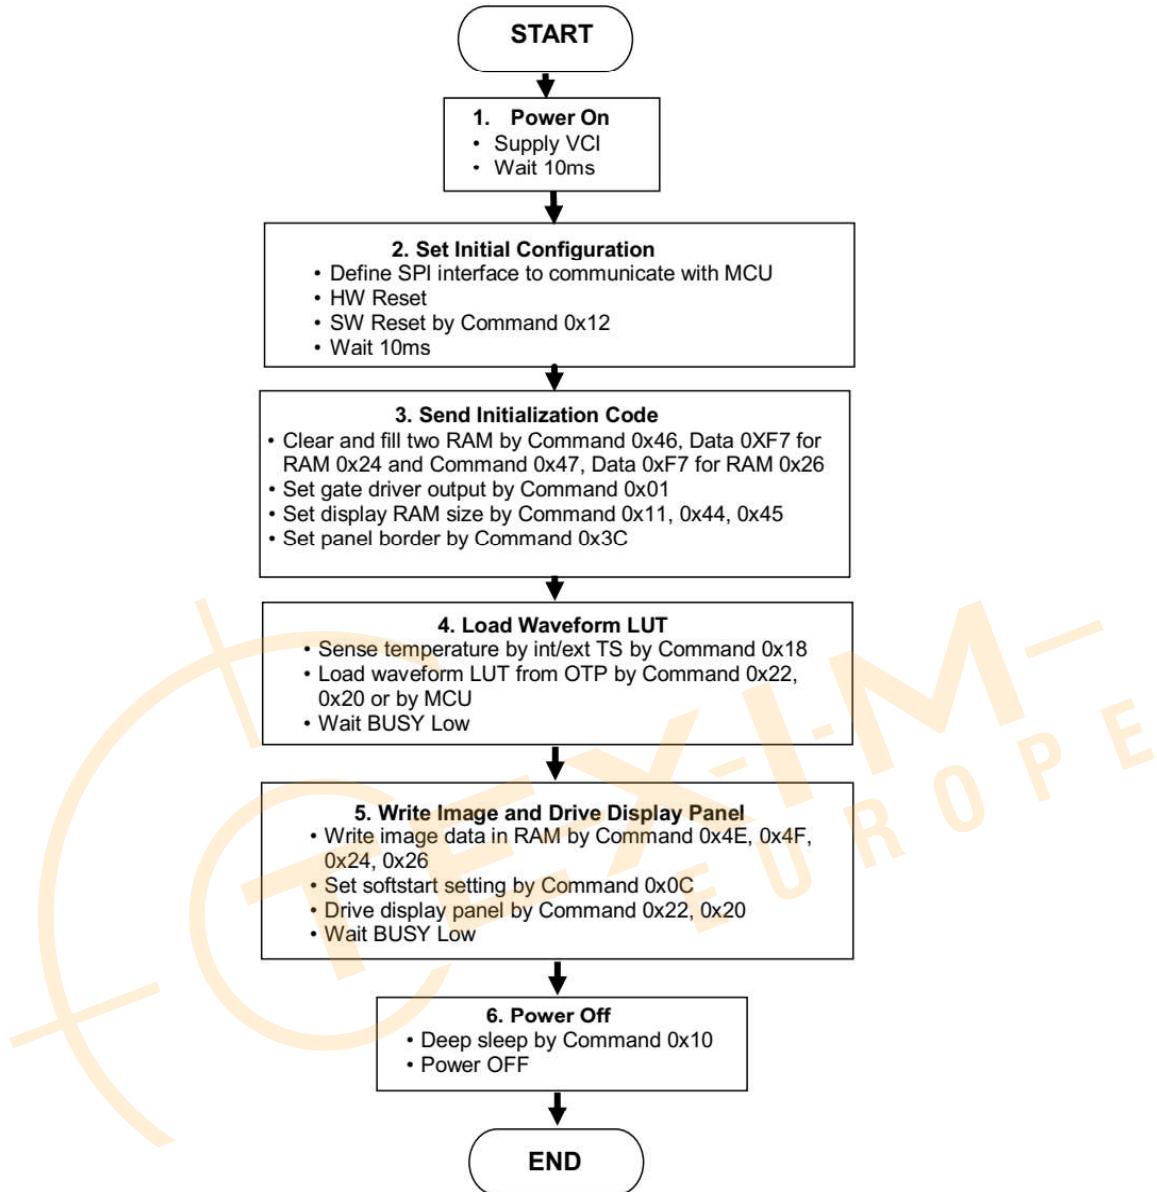 START
1. Power On
• Supply VCI
• Wait 10ms
2. Set Initial Configuration
• Define SPI interface to communicate with MCU
• HW Reset
• SW Reset by Command 0x12
• Wait 10ms
3. Send Initialization Code
• Clear and fill two RAM by Command 0x46, Data 0XF7 for
RAM 0x24 and Command 0x47, Data 0xF7 for RAM 0x26
• Set gate driver output by Command 0x01
• Set display RAM size by Command 0x11, 0x44, 0x45
• Set panel border by Command 0x3C
4. Load Waveform LUT
• Sense temperature by int/ext TS by Command 0x18
• Load waveform LUT from OTP by Command 0x22,
0x20 or by MCU
• Wait BUSY Low
5. Write Image and Drive Display Panel
• Write image data in RAM by Command 0x4E, 0x4F,
0x24, 0x26
• Set softstart setting by Command 0x0C
• Drive display panel by Command 0x22, 0x20
• Wait BUSY Low
6. Power Off
• Deep sleep by Command 0x10
• Power OFF
END
TEXIM
EUROPE